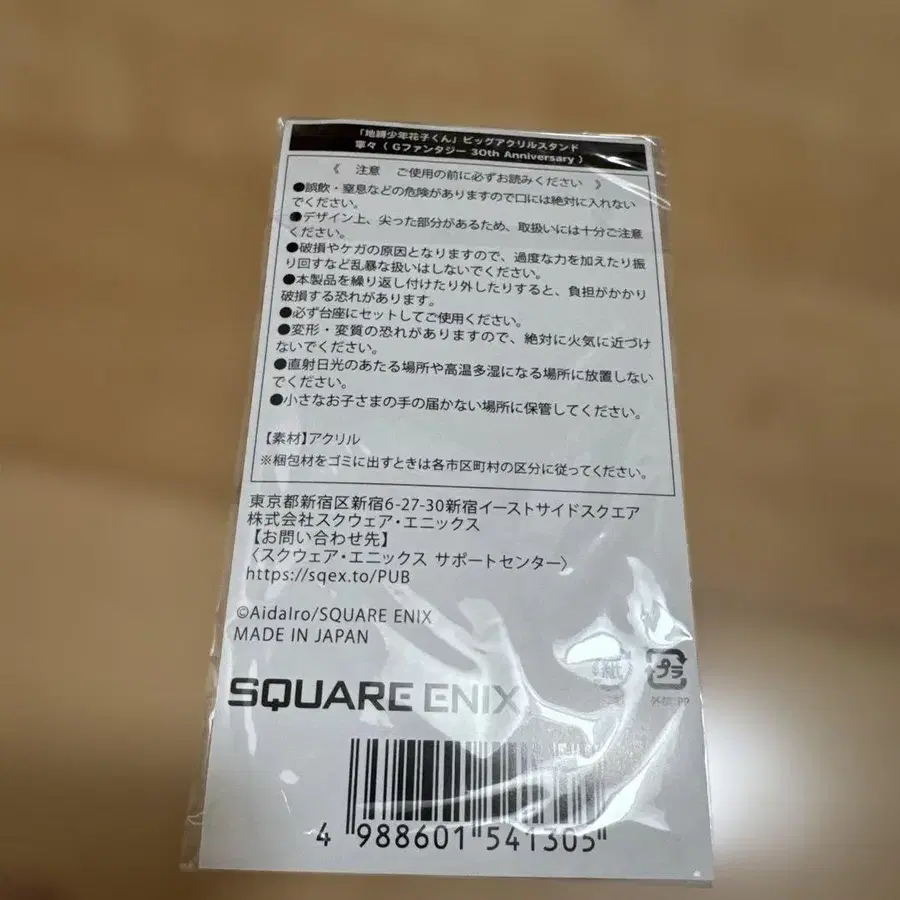 「地縛少年花子くん」ビッグアクリルスタンド
寧々（Gファンタジー 30th Anniversary）
《 注意 ご使用の前に必ずお読みください 》
●誤飲・窒息などの危険がありますので口には絶対に入れない
でください。
●デザイン上、尖った部分があるため、取扱いには十分ご注意
ください。
●破損やケガの原因となりますので、過度な力を加えたり振
り回すなど乱暴な扱いはしないでください。
●本製品を繰り返し付けたり外したりすると、負担がかかり
破損する恐れがあります。
●必ず台座にセットしてご使用ください。
●変形・変質の恐れがありますので、絶対に火気に近づけ
ないでください。
●直射日光のあたる場所や高温多湿になる場所に放置しない
でください。
●小さなお子さまの手の届かない場所に保管してください。
【素材】アクリル
※梱包材をゴミに出すときは各市区町村の区分に従ってください。
東京都新宿区新宿6-27-30新宿イーストサイドスクエア
株式会社スクウェア・エニックス
【お問い合わせ先】
〈スクウェア・エニックス サポートセンター〉
https://sqex.to/PUB
©AidaIro/SQUARE ENIX
MADE IN JAPAN
紙 プラ
SQUARE ENIX
4 988601 541305